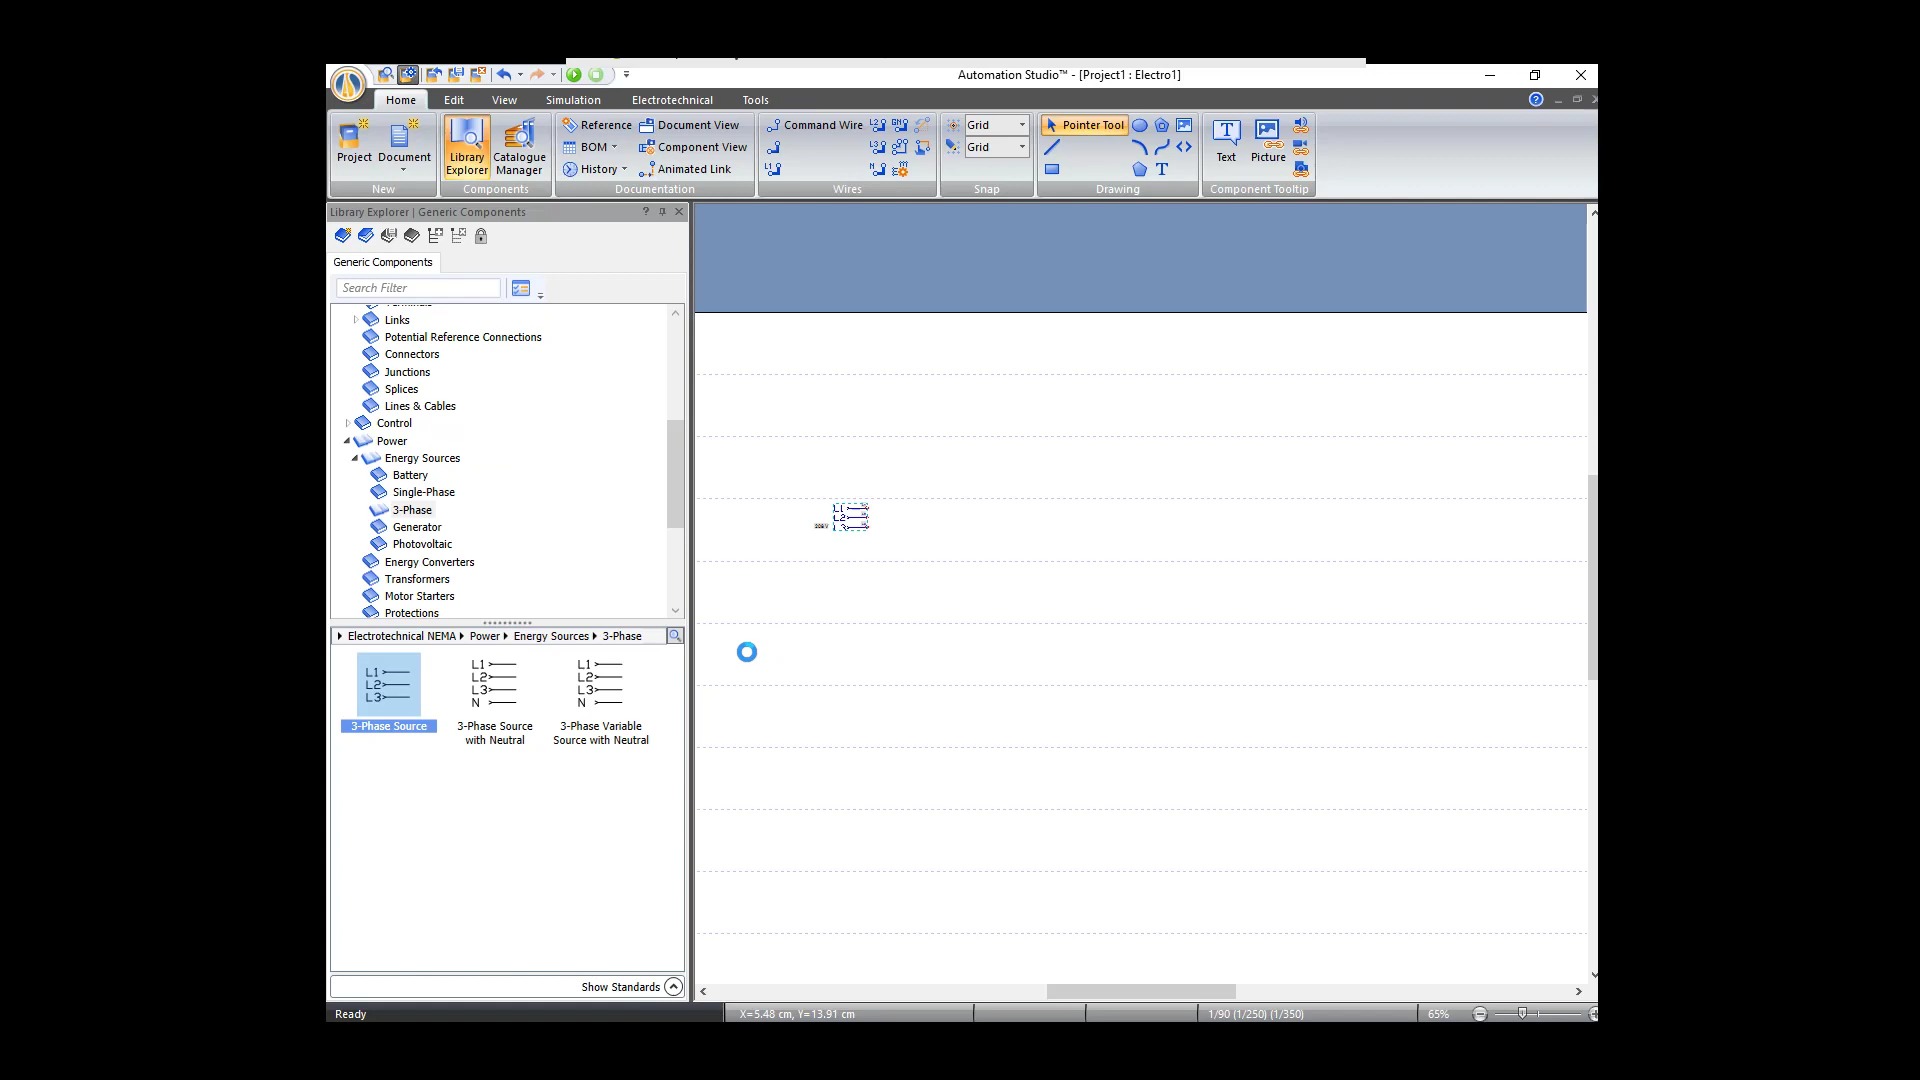 Automation Studio™ - [Project1 : Electro1]
Home Edit View Simulation Electrotechnical Tools
Project
Document
New
Library Explorer
Catalogue Manager
Components
Reference
Document View
BOM
Component View
History
Animated Link
Documentation
Command Wire
L1
L2
L3
N
Wires
Grid
Grid
Snap
Pointer Tool
Drawing
Text
Picture
Component Tooltip
Library Explorer | Generic Components
Generic Components
Search Filter
Links
Potential Reference Connections
Connectors
Junctions
Splices
Lines & Cables
Control
Power
Energy Sources
Battery
Single-Phase
3-Phase
Generator
Photovoltaic
Energy Converters
Transformers
Motor Starters
Protections
Electrotechnical NEMA Power Energy Sources 3-Phase
L1
L2
L3
3-Phase Source
L1
L2
L3
N
3-Phase Source
with Neutral
L1
L2
L3
N
3-Phase Variable
Source with Neutral
L1
L2
L3
Show Standards
Ready
X=5.48 cm, Y=13.91 cm
1/90 (1/250) (1/350)
65%